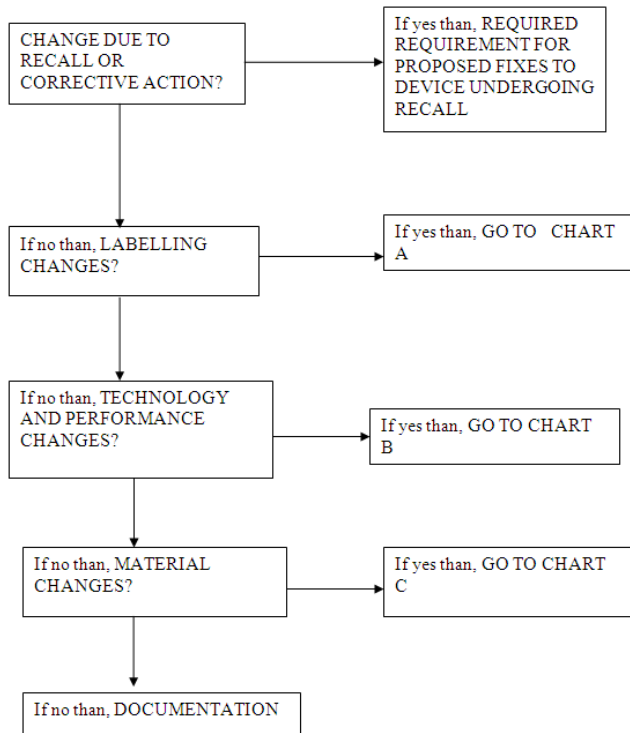 CHANGE DUE TO
RECALL OR
CORRECTIVE ACTION?
If yes than, REQUIRED
REQUIREMENT FOR
PROPOSED FIXES TO
DEVICE UNDERGOING
RECALL
If no than, LABELLING
CHANGES?
If yes than, GO TO CHART
A
If no than, TECHNOLOGY
AND PERFORMANCE
CHANGES?
If yes than, GO TO CHART
B
If no than, MATERIAL
CHANGES?
If yes than, GO TO CHART
C
If no than, DOCUMENTATION